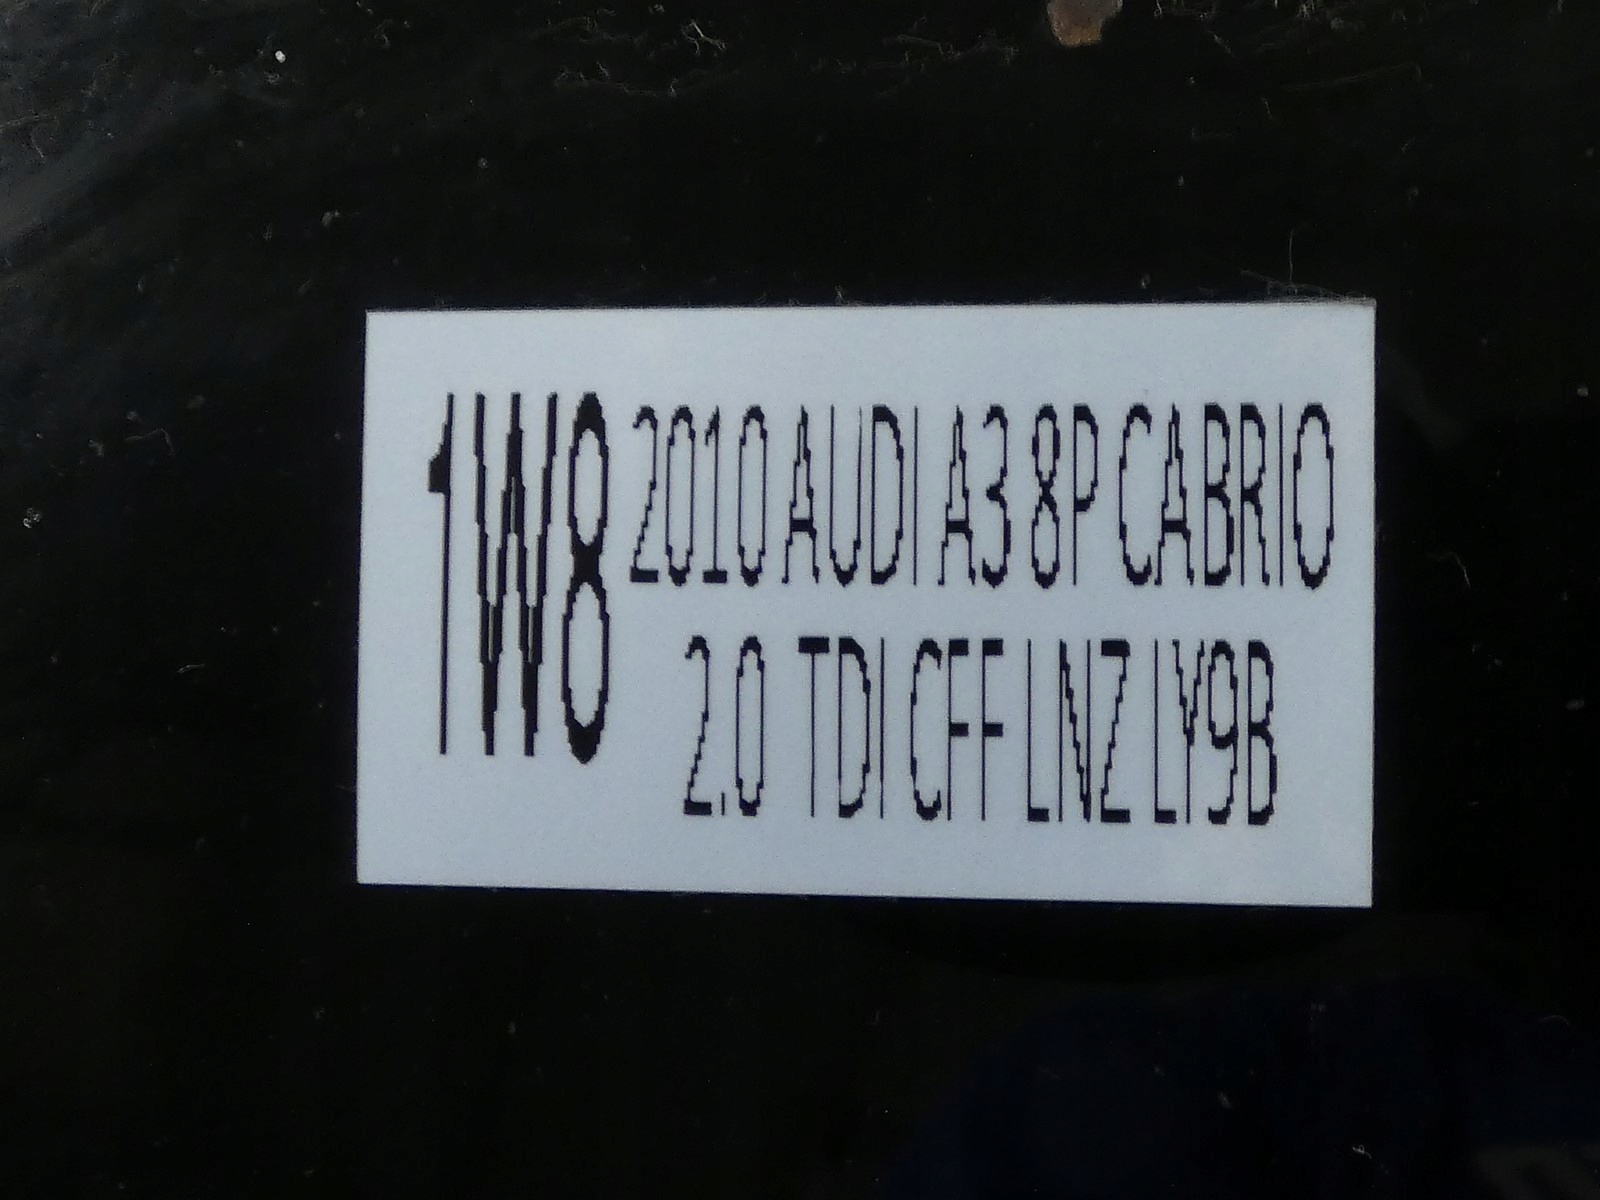 1W8 2010 AUDI A3 8P CABRIO
2.0 TDI CFF LNZ LY9B